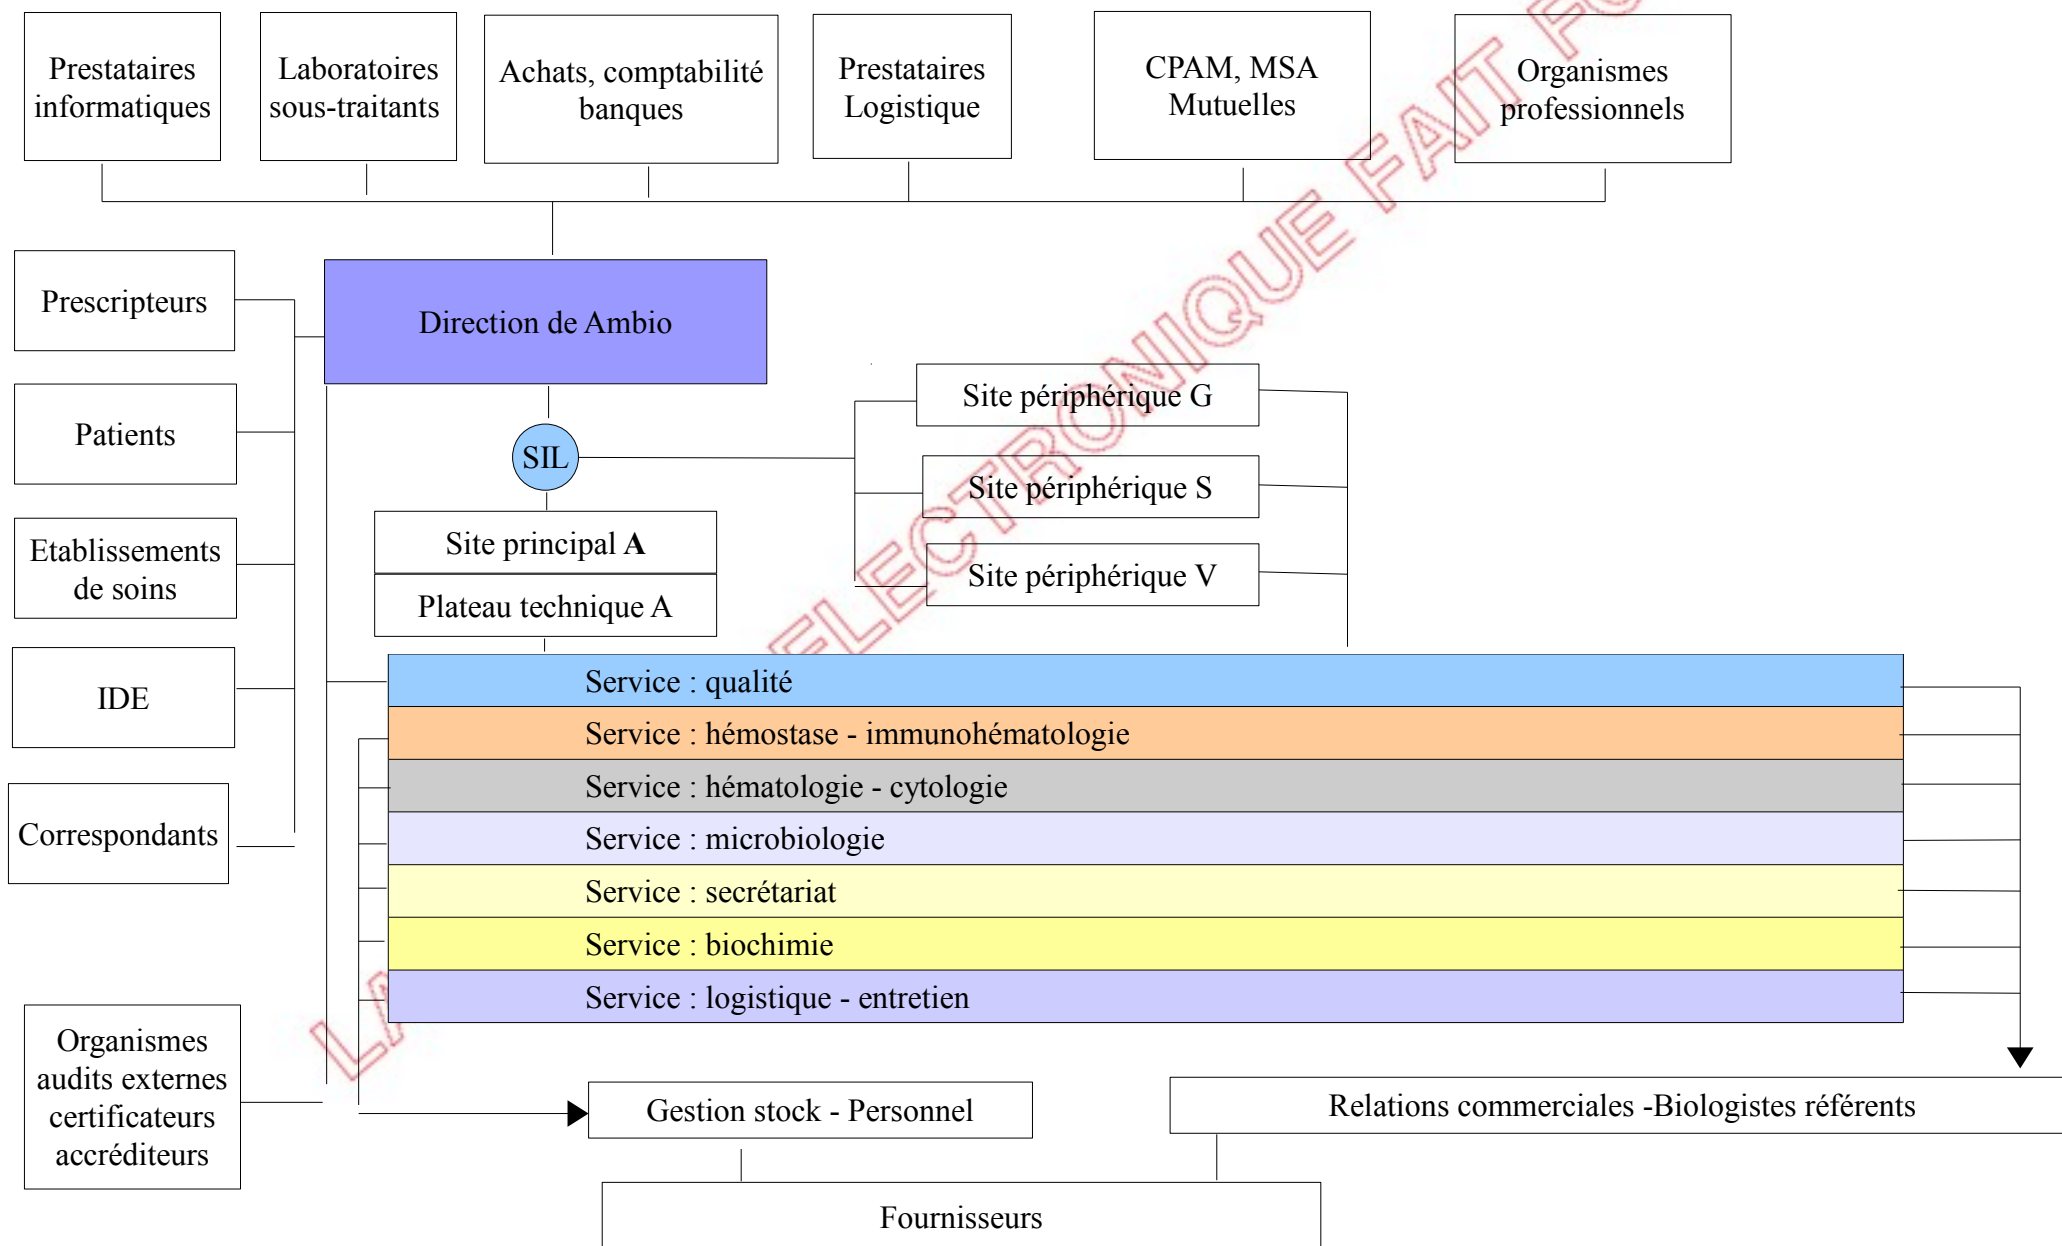 Prestataires
informatiques
Laboratoires
sous-traitants
Achats, comptabilité
banques
Prestataires
Logistique
CPAM, MSA
Mutuelles
Organismes
professionnels
Prescripteurs
Direction de Ambio
Patients
SIL
Site périphérique G
Site périphérique S
Site périphérique V
Etablissements
de soins
Site principal A
Plateau technique A
IDE
Correspondants
Service : qualité
Service : hémostase - immunohématologie
Service : hématologie - cytologie
Service : microbiologie
Service : secrétariat
Service : biochimie
Service : logistique - entretien
Organismes
audits externes
certificateurs
accréditeurs
Gestion stock - Personnel
Relations commerciales -Biologistes référents
Fournisseurs
ELECTRONIQUE FAIT